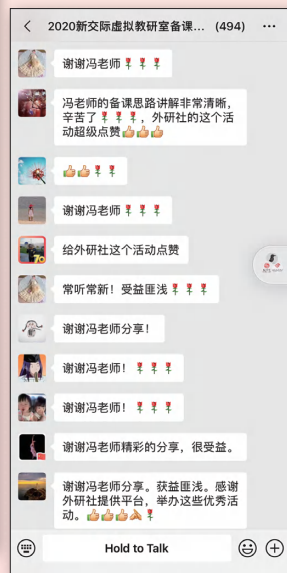 2020新交际虚拟教研室备课... (494)
谢谢冯老师🌹🌹🌹
冯老师的备课思路讲解非常清晰，
辛苦了🌹🌹🌹，外研社的这个活
动超级点赞👍👍👍
👍👍🌹🌹
谢谢冯老师🌹🌹🌹
给外研社这个活动点赞
常听常新！受益匪浅🌹🌹🌹
谢谢冯老师分享！
谢谢冯老师！🌹🌹🌹
谢谢冯老师！🌹🌹🌹
谢谢冯老师精彩的分享，很受益。
谢谢冯老师分享。获益匪浅。感谢
外研社提供平台，举办这些优秀活
动。👍👍👍🙏🌹
Hold to Talk